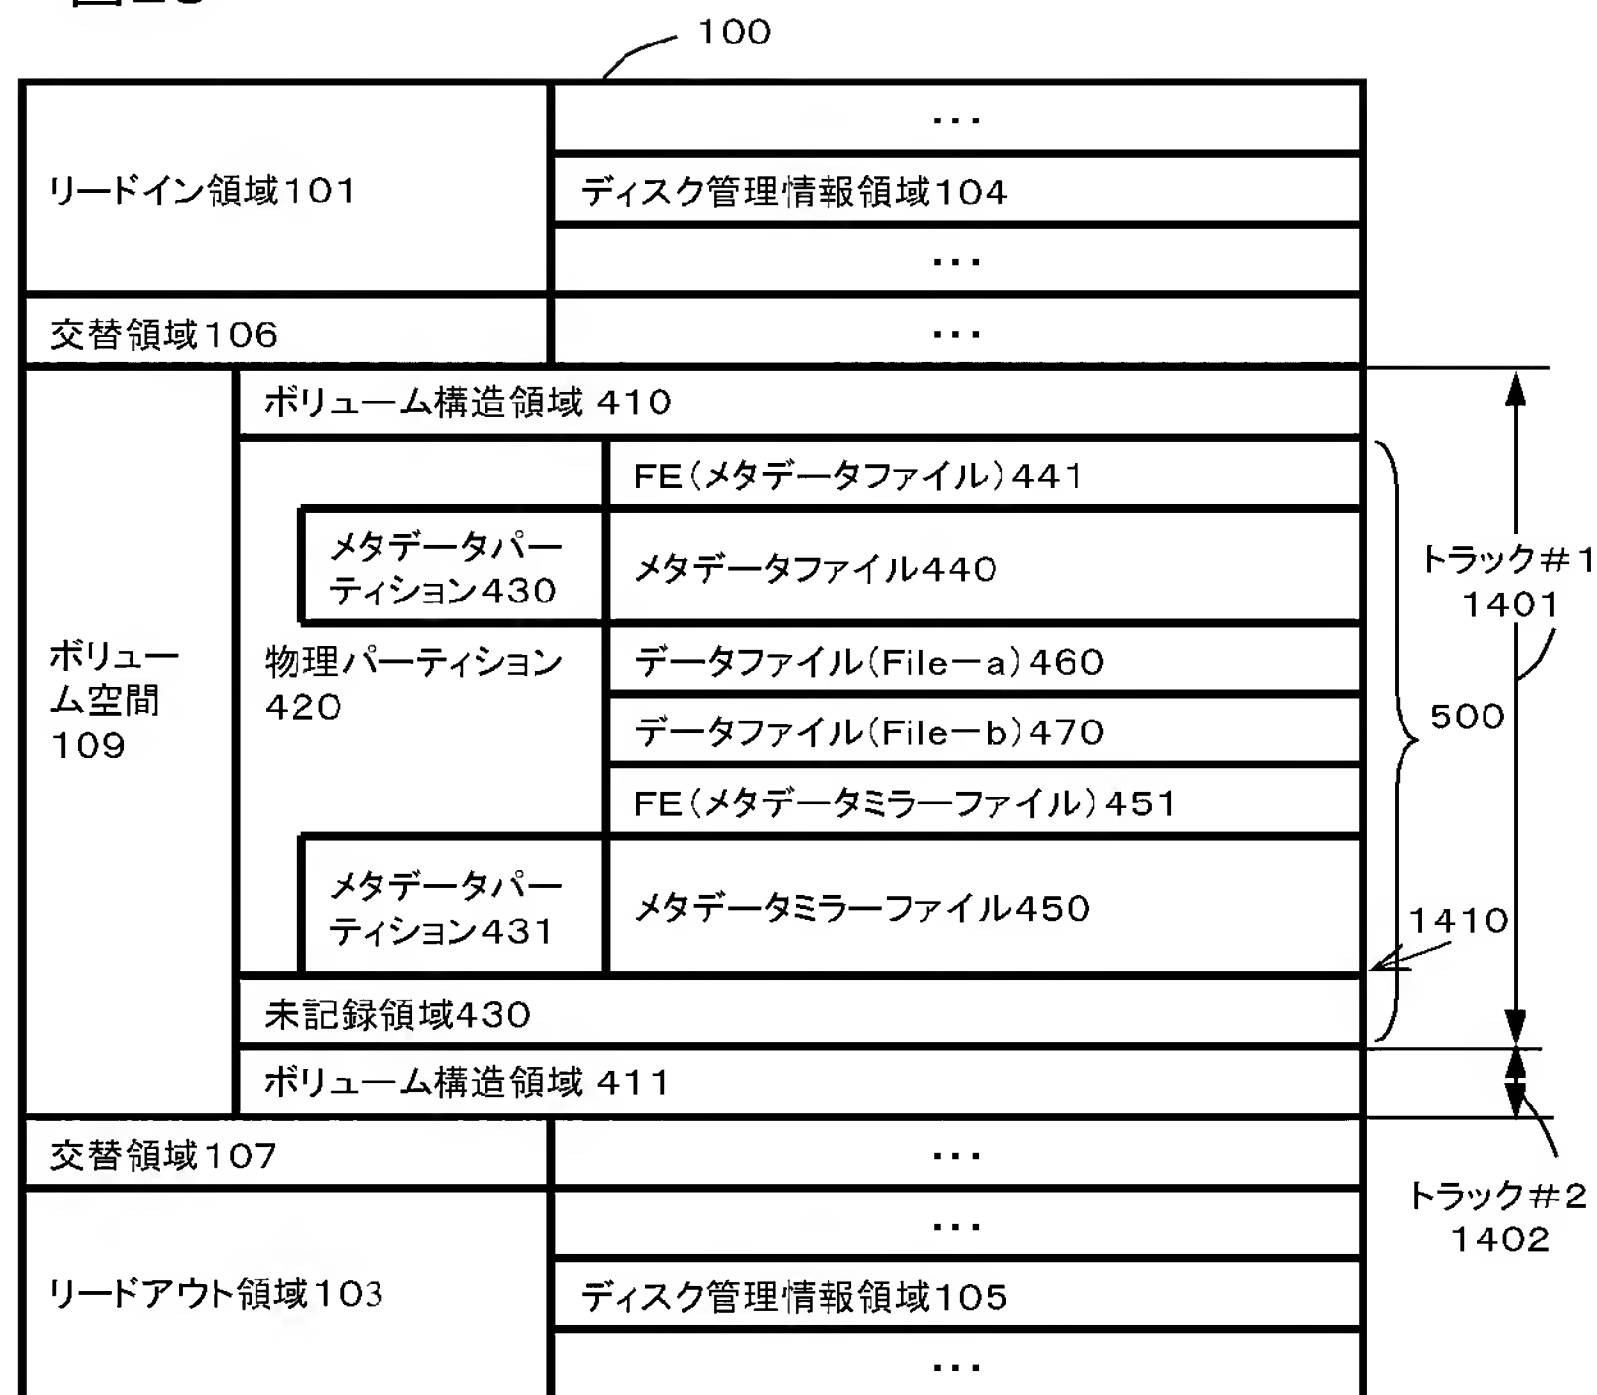 100
・・・
リードイン領域101
ディスク管理情報領域104
・・・
交替領域106
・・・
ボリューム構造領域 410
FE(メタデータファイル)441
メタデータパー
ティション430
メタデータファイル440
トラック#1
1401
ボリュー
ム空間
109
物理パーティション
420
データファイル(File-a)460
データファイル(File-b)470
500
FE(メタデータミラーファイル)451
メタデータパー
ティション431
メタデータミラーファイル450
1410
未記録領域430
ボリューム構造領域 411
交替領域107
・・・
トラック#2
1402
・・・
リードアウト領域103
ディスク管理情報領域105
・・・